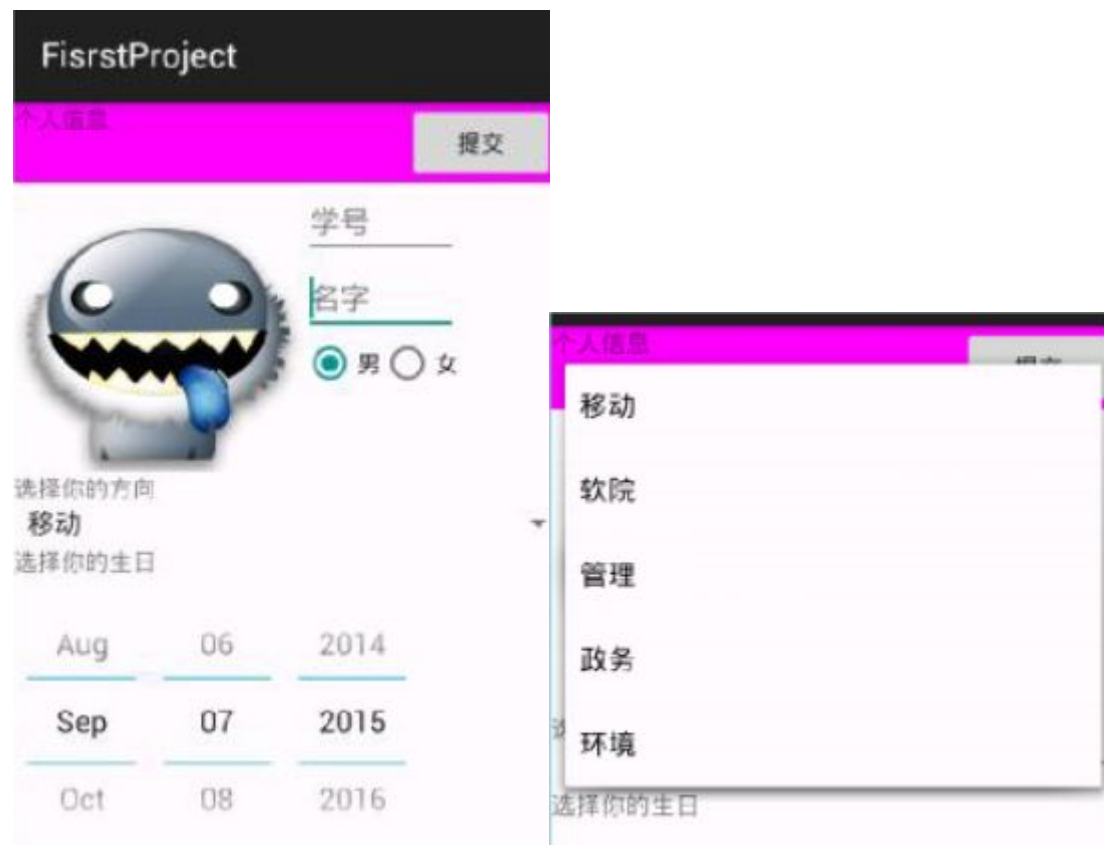 FisrstProject
个人信息
提交
学号
名字
男 女
选择你的方向
移动
选择你的生日
Aug 06 2014
Sep 07 2015
Oct 08 2016
个人信息
提交
移动
软院
管理
政务
环境
选择你的生日